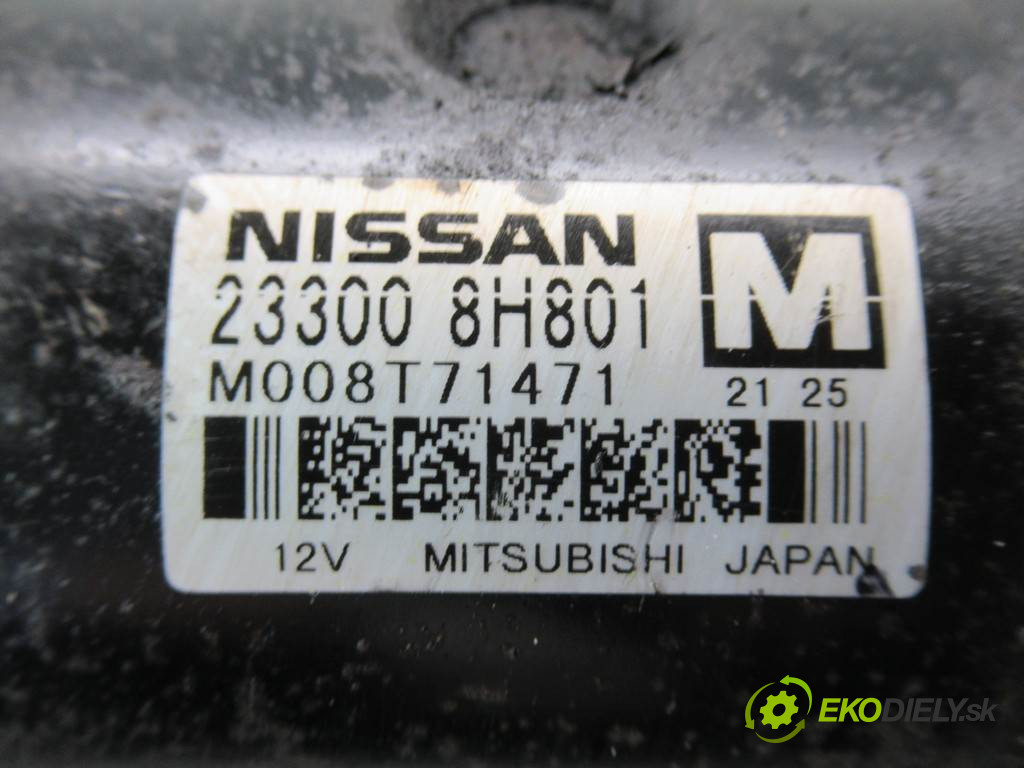 NISSAN
23300 8H801
M
M008T71471
21 25
12V MITSUBISHI JAPAN
EKODIELY.sk